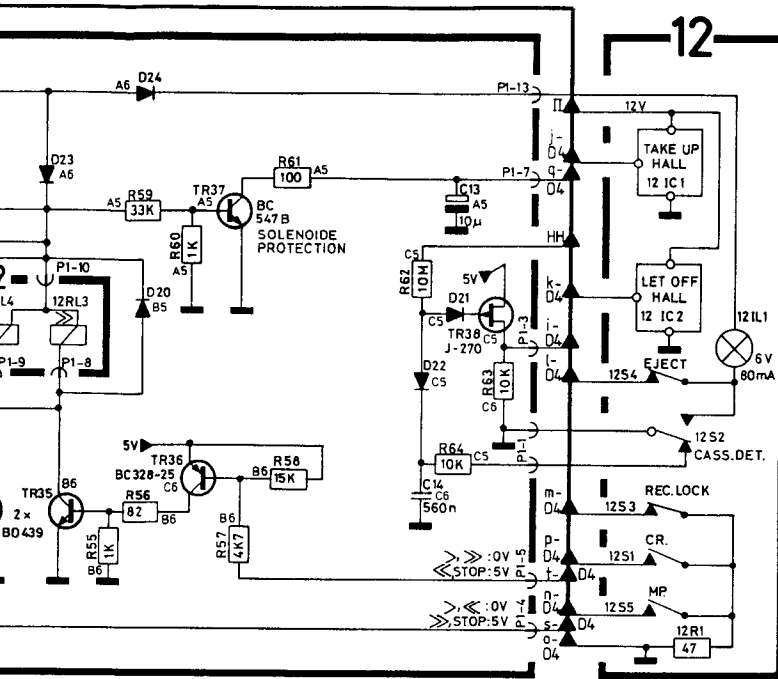 12
A6 D24
P1-13
Π
12V
D23
A6
j-
D4
TAKE UP
HALL
12 IC1
R61
100
A5
P1-7
q-
D4
TR37
R59
33K
A5
A5
BC
547B
SOLENOIDE
PROTECTION
C13
A5
10μ
R60
1K
A5
HH
P1-10
C5
R62
10M
5V
k-
D4
LET OFF
HALL
12 IC2
2
L4
12RL3
D20
B5
D21
C5
TR38
J-270
C5
P1-3
i-
D4
12IL1
6V
80mA
P1-9
P1-8
D22
C5
R63
10K
C6
l-
D4
12S4
EJECT
12S2
CASS.DET.
5V
TR36
BC328-25
C6
R58
15K
B6
R64
10K
C5
P1-1
C14
C6
560n
B6
TR35
2x
BD439
R56
82
B6
R55
1K
B6
B6
R57
4K7
m-
D4
12S3
REC.LOCK
p-
D4
12S1
CR.
>, ≫ :0V
≪,STOP:5V
P1-5
t-
D4
n-
D4
12S5
MP.
>, ≪ :0V
≫,STOP:5V
P1-4
s-
D4
o-
D4
12R1
47